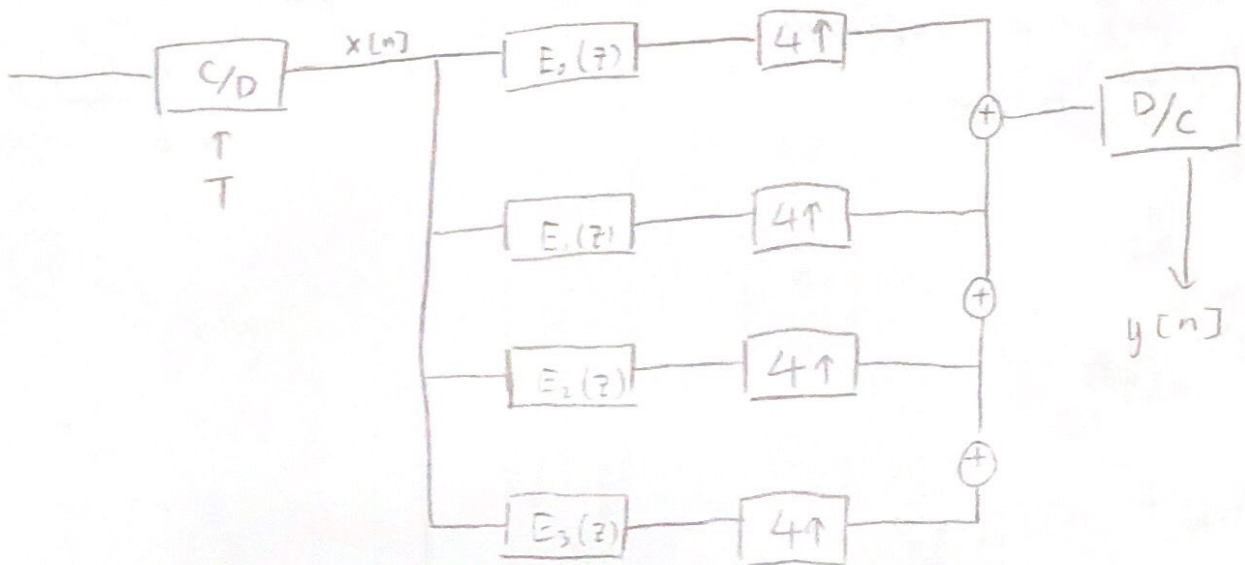 C/D
x[n]
E₀(z)
4↑
+
D/C
↑
T
E₁(z)
4↑
+
y[n]
E₂(z)
4↑
+
E₃(z)
4↑